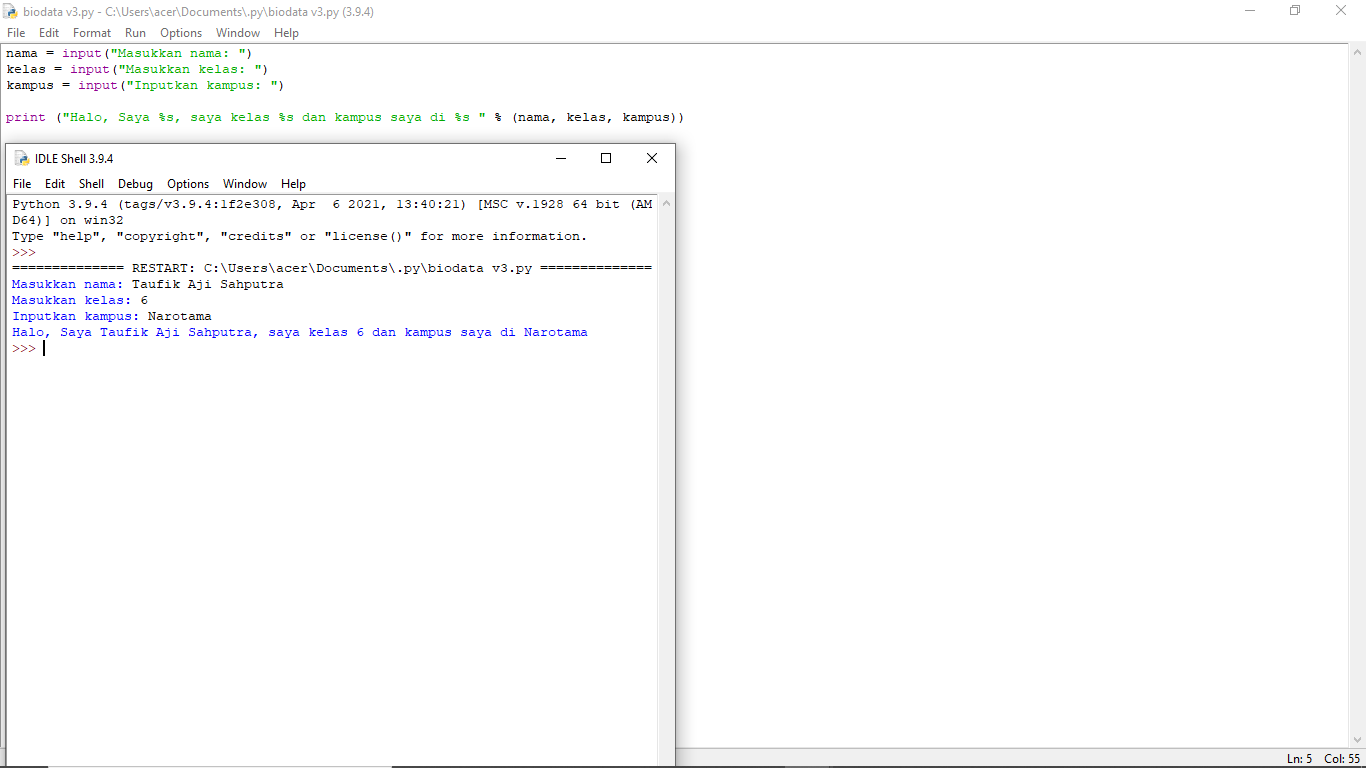 biodata v3.py - C:\Users\acer\Documents\.py\biodata v3.py (3.9.4)
File Edit Format Run Options Window Help
nama = input("Masukkan nama: ")
kelas = input("Masukkan kelas: ")
kampus = input("Inputkan kampus: ")
print ("Halo, Saya %s, saya kelas %s dan kampus saya di %s " % (nama, kelas, kampus))
IDLE Shell 3.9.4
File Edit Shell Debug Options Window Help
Python 3.9.4 (tags/v3.9.4:1f2e308, Apr  6 2021, 13:40:21) [MSC v.1928 64 bit (AM
D64)] on win32
Type "help", "copyright", "credits" or "license()" for more information.
>>>
============== RESTART: C:\Users\acer\Documents\.py\biodata v3.py ==============
Masukkan nama: Taufik Aji Sahputra
Masukkan kelas: 6
Inputkan kampus: Narotama
Halo, Saya Taufik Aji Sahputra, saya kelas 6 dan kampus saya di Narotama
>>>
Ln: 5 Col: 55